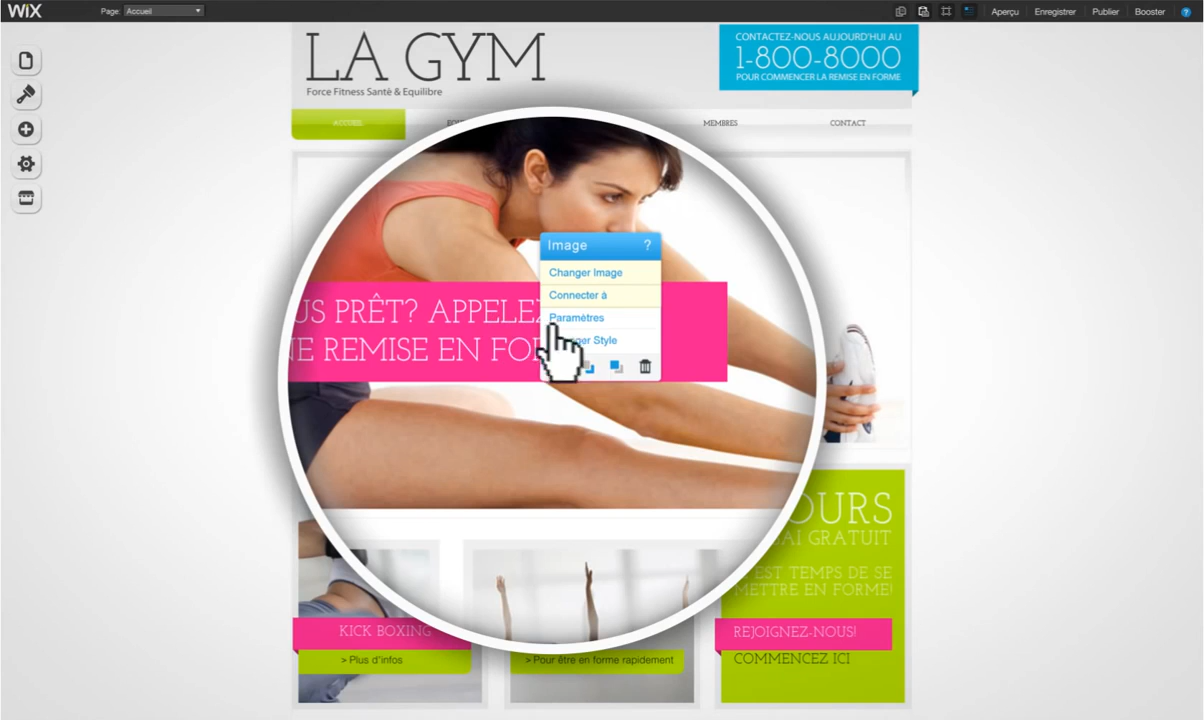 WiX
Page: Accueil
Aperçu
Enregistrer
Publier
Booster
?
LA GYM
Force Fitness Santè & Equilibre
CONTACTEZ-NOUS AUJOURD'HUI AU
1-800-8000
POUR COMMENCER LA REMISE EN FORME
ACCUEIL
MEMBRES
CONTACT
US PRÊT? APPELEZ
NE REMISE EN FO
Image ?
Changer Image
Connecter à
Paramètres
ger Style
OURS
AI GRATUIT
EST TEMPS DE SE
METTRE EN FORME!
KICK BOXING
> Plus d'infos
> Pour être en forme rapidement
REJOIGNEZ-NOUS!
COMMENCEZ ICI